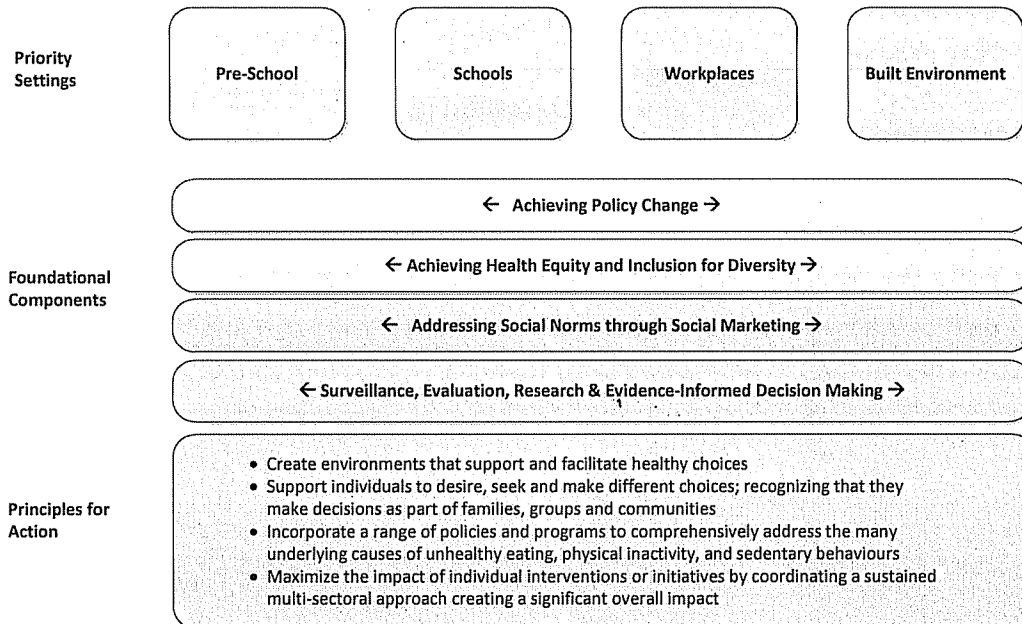 Priority
Settings
Pre-School
Schools
Workplaces
Built Environment
Foundational
Components
← Achieving Policy Change →
← Achieving Health Equity and Inclusion for Diversity →
← Addressing Social Norms through Social Marketing →
← Surveillance, Evaluation, Research & Evidence-Informed Decision Making →
Principles for
Action
• Create environments that support and facilitate healthy choices
• Support individuals to desire, seek and make different choices; recognizing that they
make decisions as part of families, groups and communities
• Incorporate a range of policies and programs to comprehensively address the many
underlying causes of unhealthy eating, physical inactivity, and sedentary behaviours
• Maximize the impact of individual interventions or initiatives by coordinating a sustained
multi-sectoral approach creating a significant overall impact